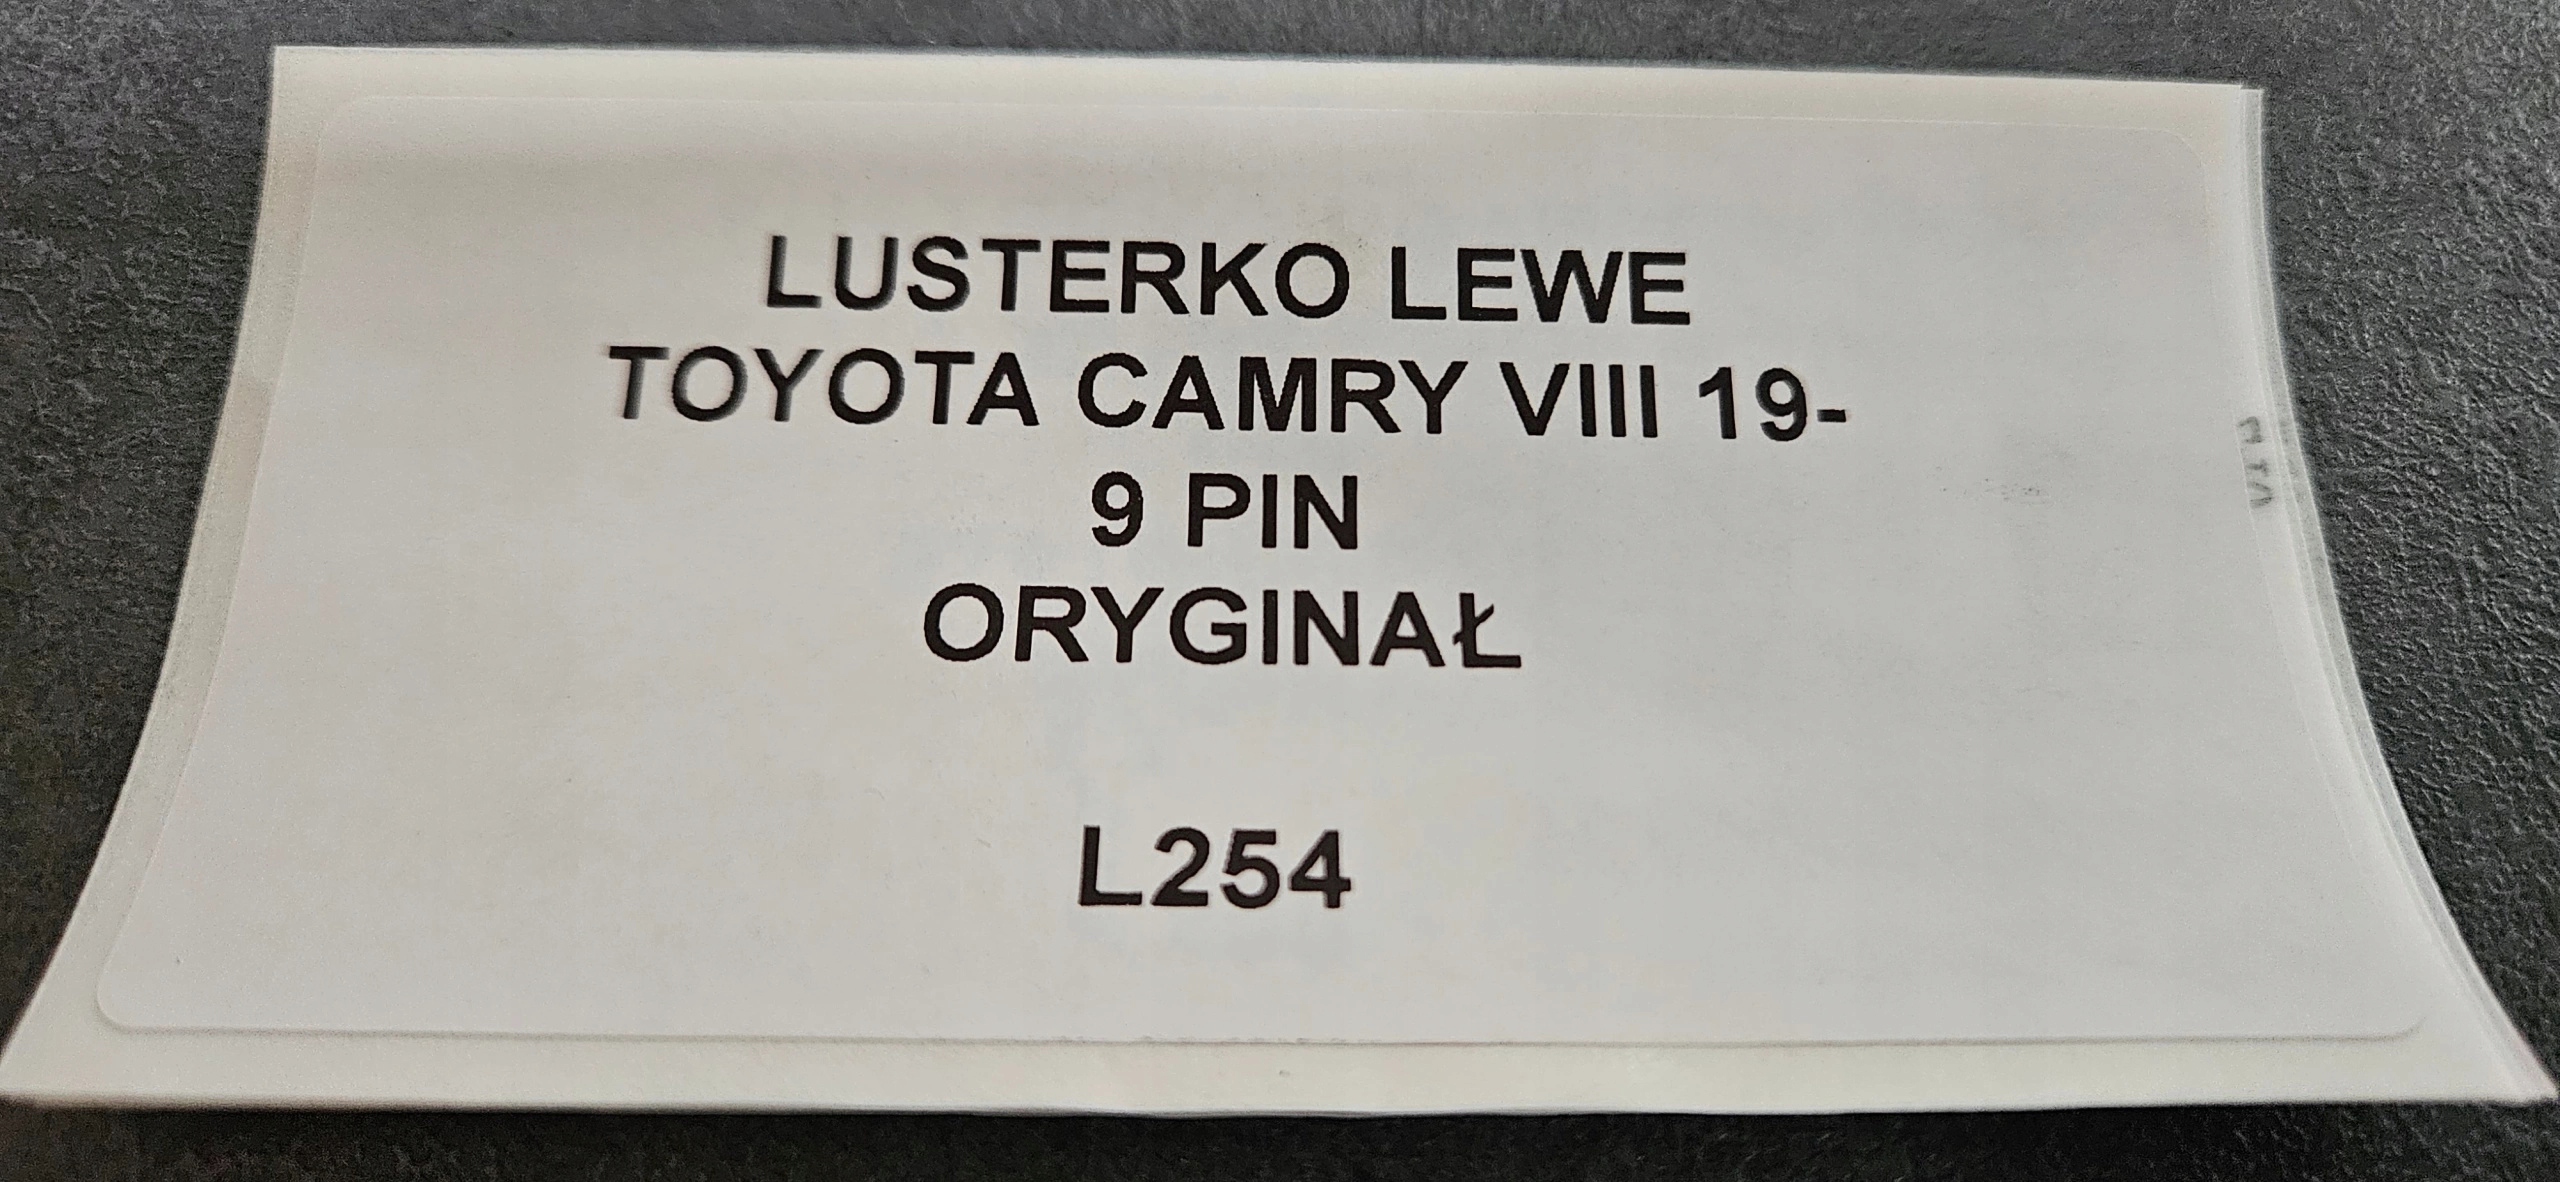 LUSTERKO LEWE
TOYOTA CAMRY VIII 19-
9 PIN
ORYGINAŁ
L254